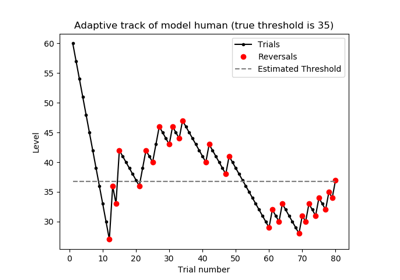 Adaptive track of model human (true threshold is 35)
Trials
Reversals
Estimated Threshold
Level
60
55
50
45
40
35
30
0 10 20 30 40 50 60 70 80
Trial number